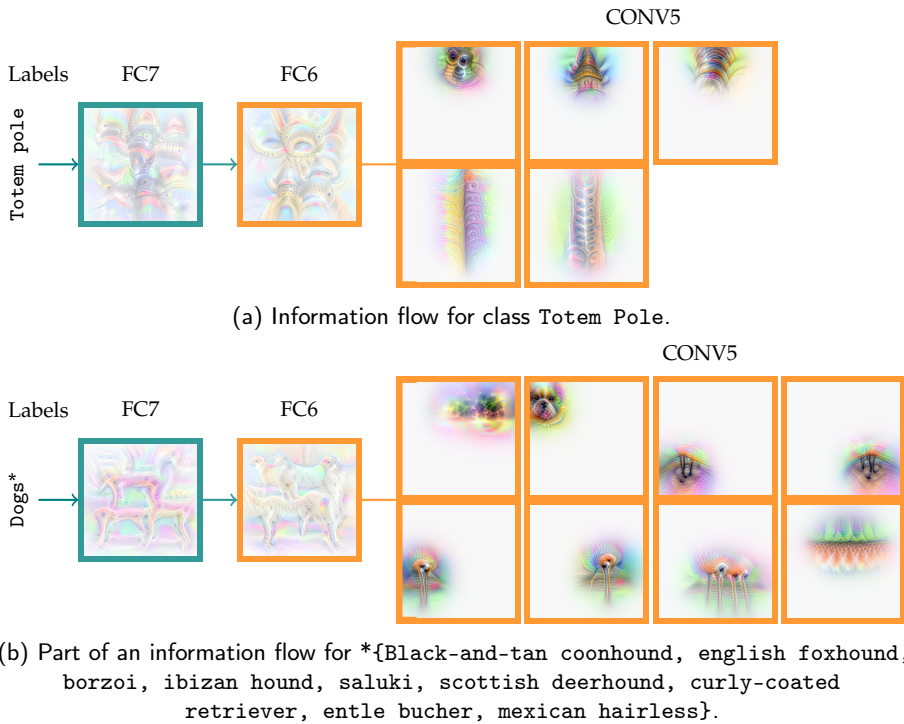 CONV5
Labels FC7 FC6
Totem pole
(a) Information flow for class Totem Pole.
CONV5
Labels FC7 FC6
Dogs*
(b) Part of an information flow for *{Black-and-tan coonhound, english foxhound,
borzoi, ibizan hound, saluki, scottish deerhound, curly-coated
retriever, entle bucher, mexican hairless}.